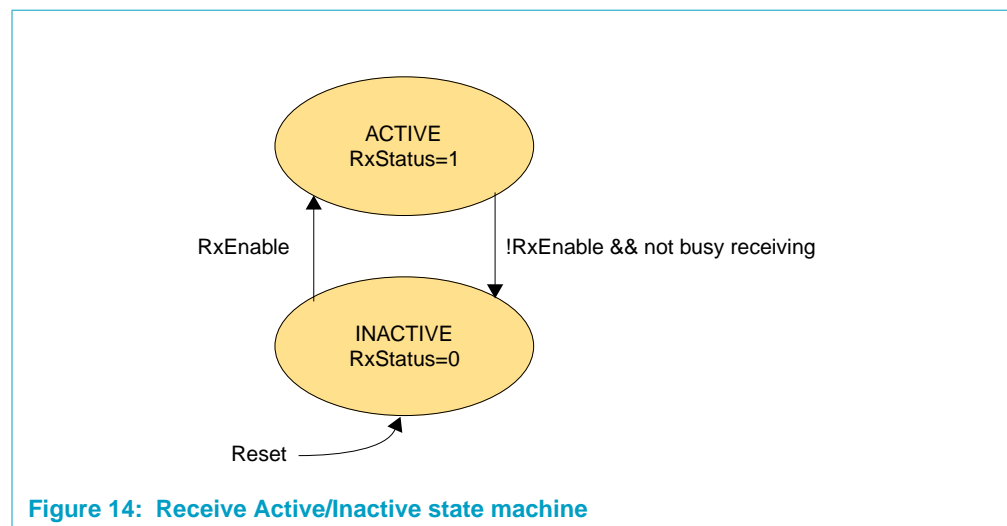 ACTIVE
RxStatus=1
RxEnable
!RxEnable && not busy receiving
INACTIVE
RxStatus=0
Reset
Figure 14: Receive Active/Inactive state machine